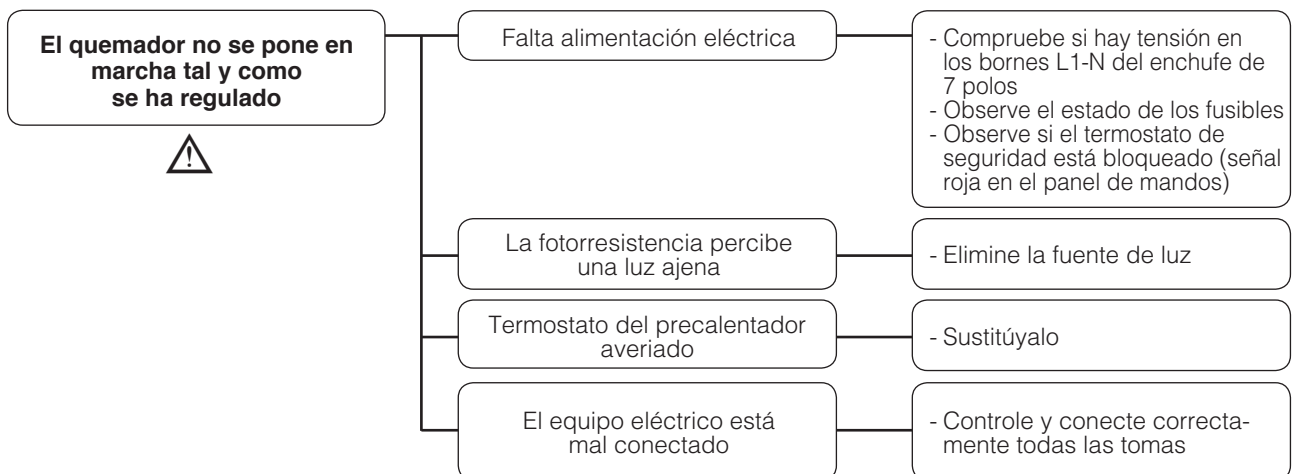 El quemador no se pone en
marcha tal y como
se ha regulado
Falta alimentación eléctrica
- Compruebe si hay tensión en
los bornes L1-N del enchufe de
7 polos
- Observe el estado de los fusibles
- Observe si el termostato de
seguridad está bloqueado (señal
roja en el panel de mandos)
La fotorresistencia percibe
una luz ajena
- Elimine la fuente de luz
Termostato del precalentador
averiado
- Sustitúyalo
El equipo eléctrico está
mal conectado
- Controle y conecte correcta-
mente todas las tomas